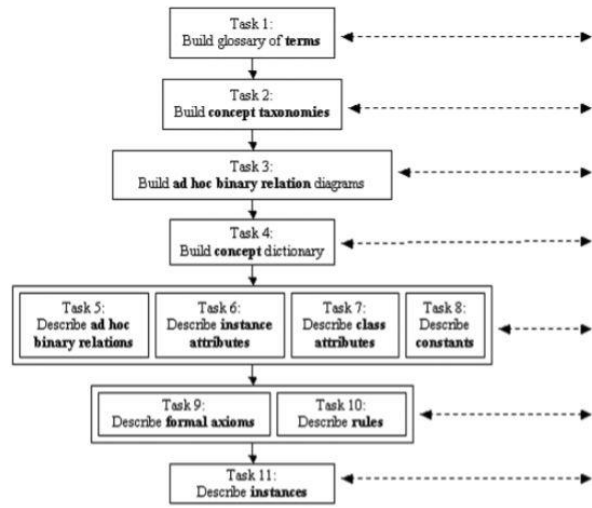 Task 1:
Build glossary of terms
Task 2:
Build concept taxonomies
Task 3:
Build ad hoc binary relation diagrams
Task 4:
Build concept dictionary
Task 5:
Describe ad hoc
binary relations
Task 6:
Describe instance
attributes
Task 7:
Describe class
attributes
Task 8:
Describe
constants
Task 9:
Describe formal axioms
Task 10:
Describe rules
Task 11:
Describe instances